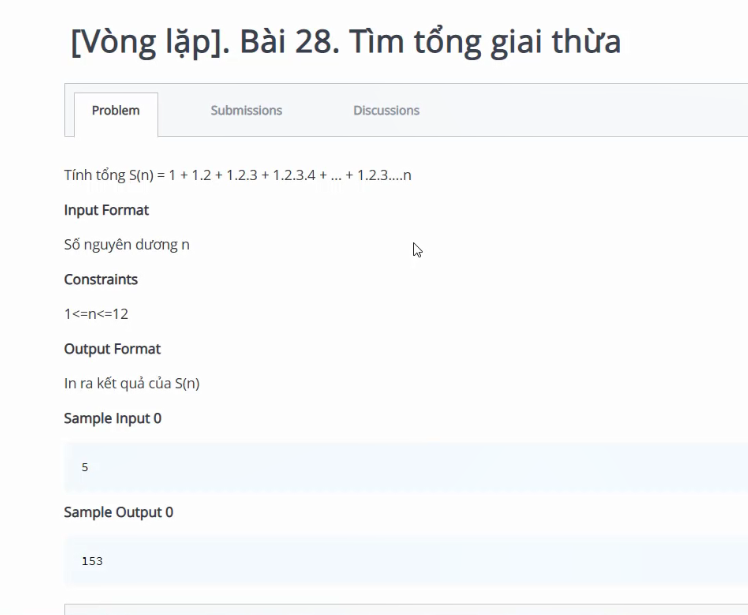 [Vòng lặp]. Bài 28. Tìm tổng giai thừa
Problem Submissions Discussions
Tính tổng S(n) = 1 + 1.2 + 1.2.3 + 1.2.3.4 + ... + 1.2.3....n
Input Format
Số nguyên dương n
Constraints
1<=n<=12
Output Format
In ra kết quả của S(n)
Sample Input 0
5
Sample Output 0
153